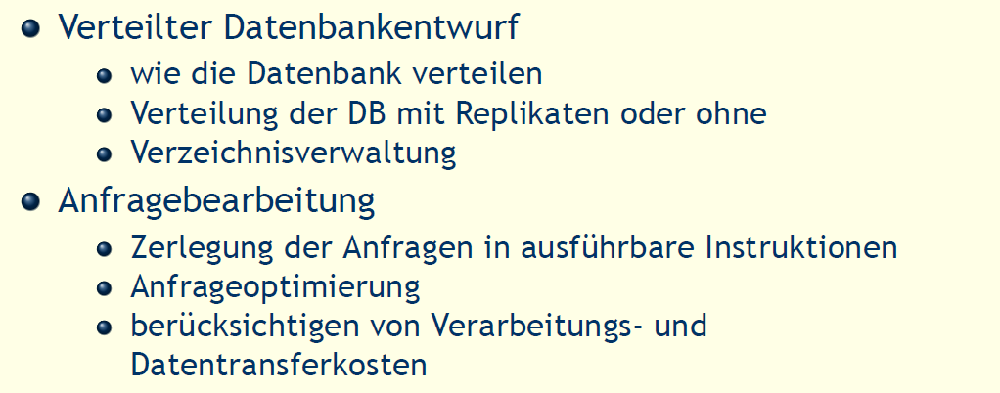 Verteilter Datenbankentwurf
wie die Datenbank verteilen
Verteilung der DB mit Replikaten oder ohne
Verzeichnisverwaltung
Anfragebearbeitung
Zerlegung der Anfragen in ausführbare Instruktionen
Anfrageoptimierung
berücksichtigen von Verarbeitungs- und
Datentransferkosten